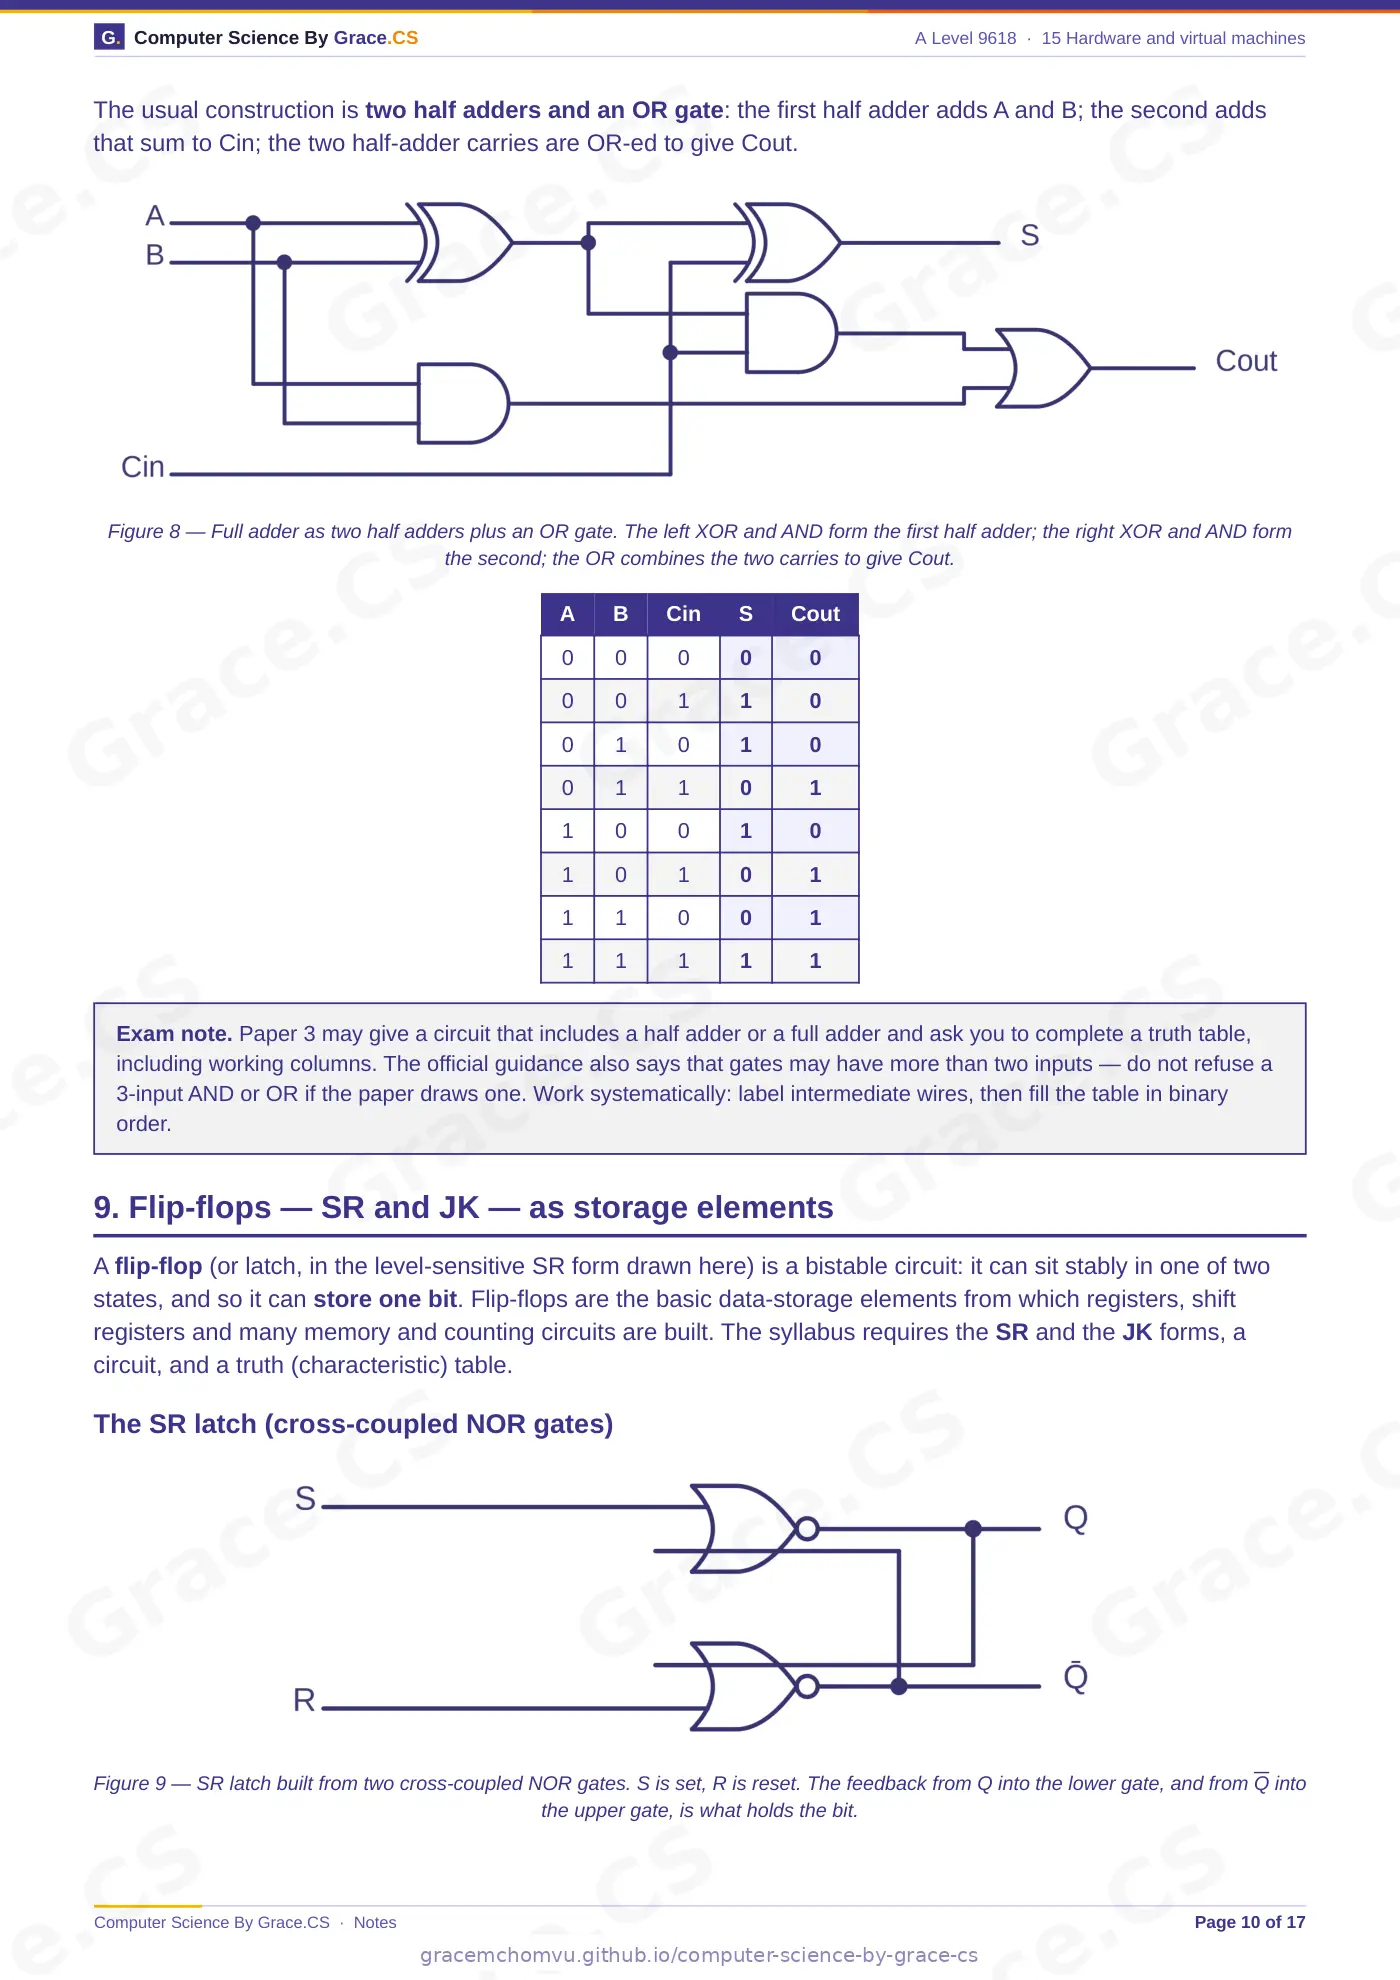 G. Computer Science By Grace.CS
A Level 9618 · 15 Hardware and virtual machines
The usual construction is two half adders and an OR gate: the first half adder adds A and B; the second adds
that sum to Cin; the two half-adder carries are OR-ed to give Cout.
A
B
S
Cout
Cin
Figure 8 — Full adder as two half adders plus an OR gate. The left XOR and AND form the first half adder; the right XOR and AND form
the second; the OR combines the two carries to give Cout.
A B Cin S Cout
0 0 0 0 0
0 0 1 1 0
0 1 0 1 0
0 1 1 0 1
1 0 0 1 0
1 0 1 0 1
1 1 0 0 1
1 1 1 1 1
Exam note. Paper 3 may give a circuit that includes a half adder or a full adder and ask you to complete a truth table,
including working columns. The official guidance also says that gates may have more than two inputs — do not refuse a
3-input AND or OR if the paper draws one. Work systematically: label intermediate wires, then fill the table in binary
order.
9. Flip-flops — SR and JK — as storage elements
A flip-flop (or latch, in the level-sensitive SR form drawn here) is a bistable circuit: it can sit stably in one of two
states, and so it can store one bit. Flip-flops are the basic data-storage elements from which registers, shift
registers and many memory and counting circuits are built. The syllabus requires the SR and the JK forms, a
circuit, and a truth (characteristic) table.
The SR latch (cross-coupled NOR gates)
S
Q
R
Q̄
Figure 9 — SR latch built from two cross-coupled NOR gates. S is set, R is reset. The feedback from Q into the lower gate, and from Q̄ into
the upper gate, is what holds the bit.
Computer Science By Grace.CS · Notes
Page 10 of 17
gracemchomvu.github.io/computer-science-by-grace-cs